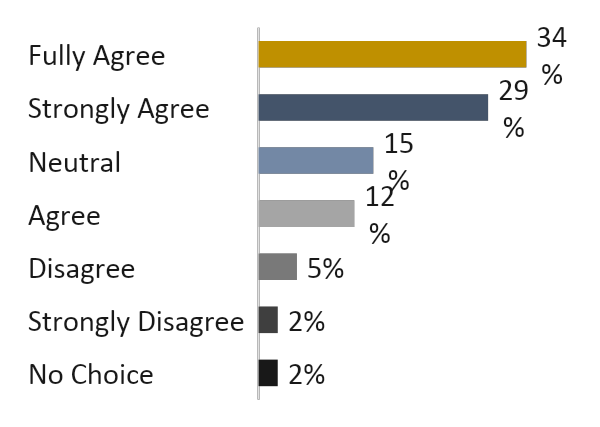 Fully Agree 34
%
Strongly Agree 29
%
Neutral 15
%
Agree 12
%
Disagree 5%
Strongly Disagree 2%
No Choice 2%